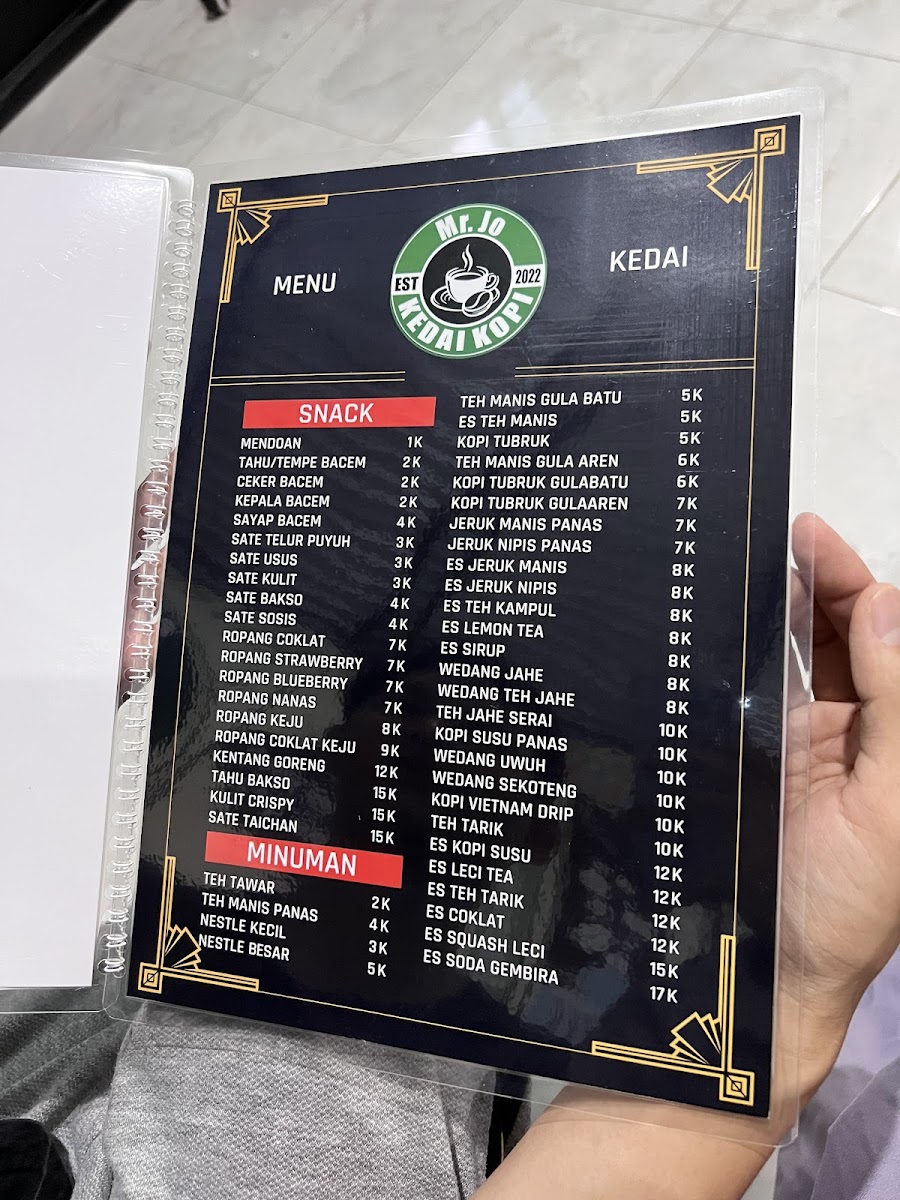 MENU
Mr. Jo
EST 2022
KEDAI KOPI
KEDAI
SNACK
MENDOAN 1K
TAHU/TEMPE BACEM 2K
CEKER BACEM 2K
KEPALA BACEM 2K
SAYAP BACEM 4K
SATE TELUR PUYUH 3K
SATE USUS 3K
SATE KULIT 3K
SATE BAKSO 4K
SATE SOSIS 4K
ROPANG COKLAT 7K
ROPANG STRAWBERRY 7K
ROPANG BLUEBERRY 7K
ROPANG NANAS 7K
ROPANG KEJU 8K
ROPANG COKLAT KEJU 9K
KENTANG GORENG 12K
TAHU BAKSO 15K
KULIT CRISPY 15K
SATE TAICHAN 15K
MINUMAN
TEH TAWAR 2K
TEH MANIS PANAS 4K
NESTLE KECIL 3K
NESTLE BESAR 5K
TEH MANIS GULA BATU 5K
ES TEH MANIS 5K
KOPI TUBRUK 5K
TEH MANIS GULA AREN 6K
KOPI TUBRUK GULABATU 6K
KOPI TUBRUK GULAAREN 7K
JERUK MANIS PANAS 7K
JERUK NIPIS PANAS 7K
ES JERUK MANIS 8K
ES JERUK NIPIS 8K
ES TEH KAMPUL 8K
ES LEMON TEA 8K
ES SIRUP 8K
WEDANG JAHE 8K
WEDANG TEH JAHE 8K
TEH JAHE SERAI 10K
KOPI SUSU PANAS 10K
WEDANG UWUH 10K
WEDANG SEKOTENG 10K
KOPI VIETNAM DRIP 10K
TEH TARIK 10K
ES KOPI SUSU 12K
ES LECI TEA 12K
ES TEH TARIK 12K
ES COKLAT 12K
ES SQUASH LECI 15K
ES SODA GEMBIRA 17K